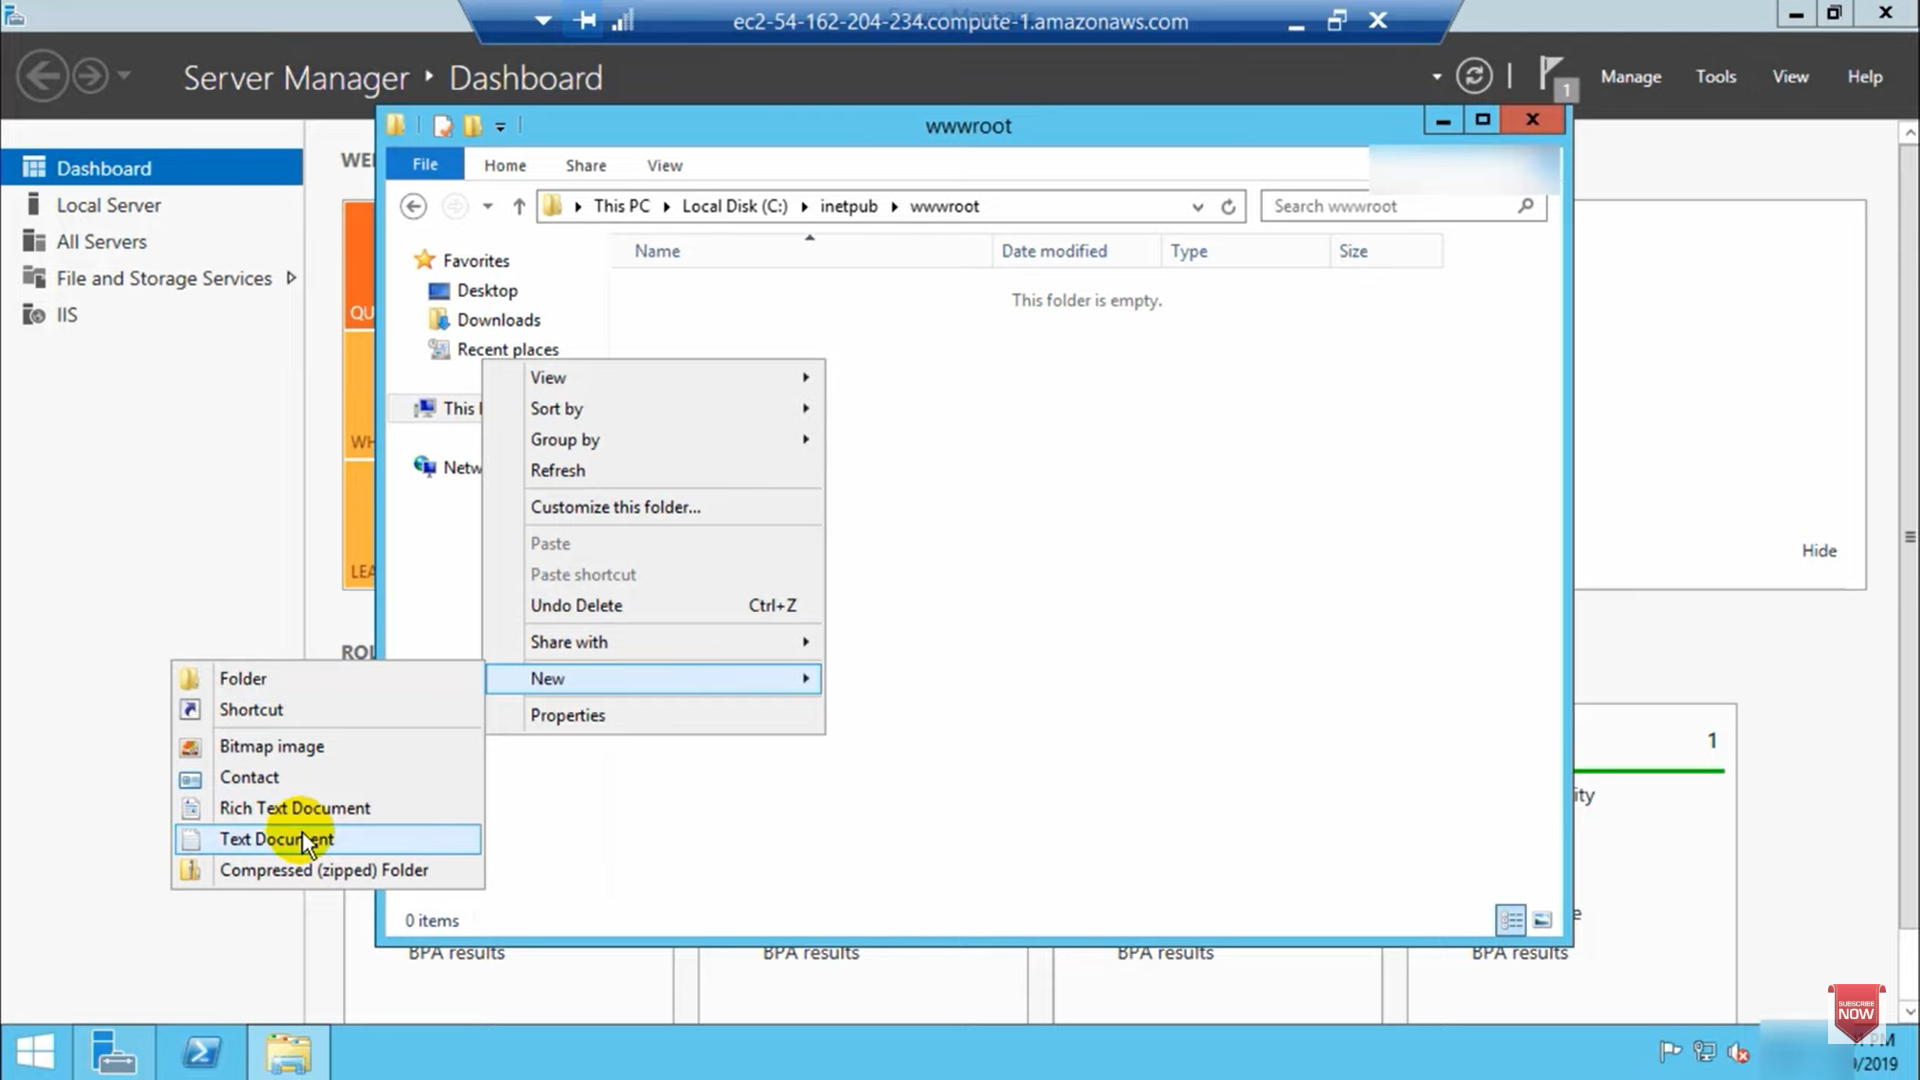 ec2-54-162-204-234.compute-1.amazonaws.com
Server Manager ‣ Dashboard
1
Manage
Tools
View
Help
wwwroot
Dashboard
Local Server
All Servers
File and Storage Services
IIS
File
Home
Share
View
This PC
Local Disk (C:)
inetpub
wwwroot
Search wwwroot
Name
Date modified
Type
Size
This folder is empty.
Favorites
Desktop
Downloads
Recent places
This
Netw
View
Sort by
Group by
Refresh
Customize this folder...
Paste
Paste shortcut
Undo Delete Ctrl+Z
Share with
New
Properties
Folder
Shortcut
Bitmap image
Contact
Rich Text Document
Text Document
Compressed (zipped) Folder
WEL
QU
WH
LEA
ROL
Hide
1
ity
e
0 items
BPA results
BPA results
BPA results
BPA results
SUBSCRIBE
NOW
PM
/2019